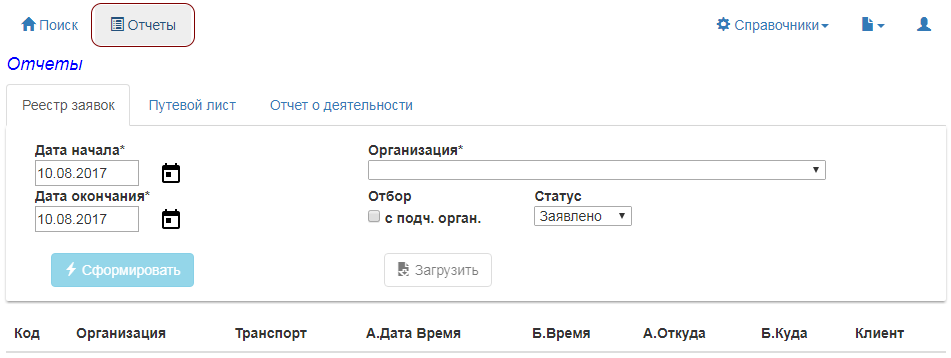 Поиск Отчеты Справочники
Отчеты
Реестр заявок Путевой лист Отчет о деятельности
Дата начала* Организация*
10.08.2017
Дата окончания* Отбор Статус
10.08.2017 с подч. орган. Заявлено
Сформировать Загрузить
Код Организация Транспорт А.Дата Время Б.Время А.Откуда Б.Куда Клиент